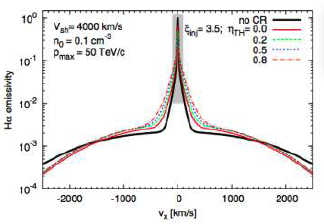 V_sh= 4000 km/s
n_0= 0.1 cm^-3
p_max = 50 TeV/c
no CR
ξ_inj= 3.5; η_TH= 0.0
0.2
0.5
0.8
Hα emissivity
10^0
10^-1
10^-2
10^-3
10^-4
-2000 -1000 0 1000 2000
v_x [km/s]